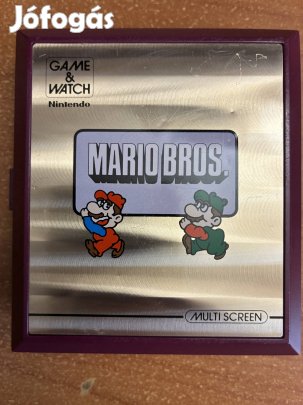 Jófogás
GAME
&
WATCH
Nintendo
MARIO BROS.
MULTI SCREEN